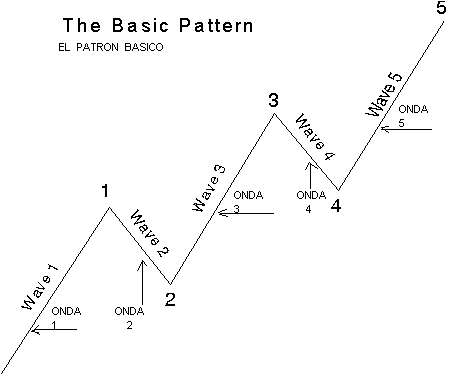 The Basic Pattern
EL PATRON BASICO
5
Wave 5
ONDA
5
3
Wave 4
ONDA
4
4
Wave 3
ONDA
3
1
Wave 2
ONDA
2
2
Wave 1
ONDA
1